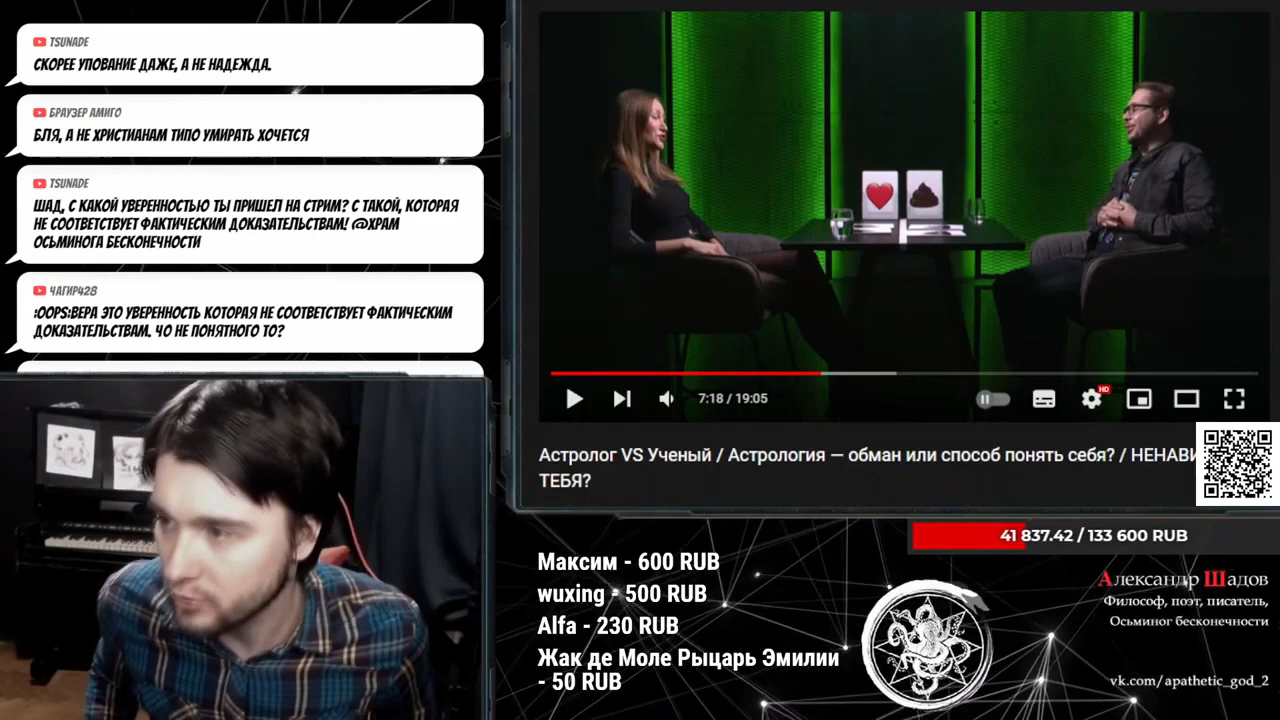 TSUNADE
СКОРЕЕ УПОВАНИЕ ДАЖЕ, А НЕ НАДЕЖДА.
БРАУЗЕР АМИГО
БЛЯ, А НЕ ХРИСТИАНАМ ТИПО УМИРАТЬ ХОЧЕТСЯ
TSUNADE
ШАД, С КАКОЙ УВЕРЕННОСТЬЮ ТЫ ПРИШЕЛ НА СТРИМ? С ТАКОЙ, КОТОРАЯ
НЕ СООТВЕТСТВУЕТ ФАКТИЧЕСКИМ ДОКАЗАТЕЛЬСТВАМ! @ХРАМ
ОСЬМИНОГА БЕСКОНЕЧНОСТИ
ЧАГИР428
:OOPS:ВЕРА ЭТО УВЕРЕННОСТЬ КОТОРАЯ НЕ СООТВЕТСТВУЕТ ФАКТИЧЕСКИМ
ДОКАЗАТЕЛЬСТВАМ. ЧО НЕ ПОНЯТНОГО ТО?
7:18 / 19:05
HD
Астролог VS Ученый / Астрология — обман или способ понять себя? / НЕНАВИ
ТЕБЯ?
41 837.42 / 133 600 RUB
Максим - 600 RUB
wuxing - 500 RUB
Alfa - 230 RUB
Жак де Моле Рыцарь Эмилии
- 50 RUB
Александр Шадов
Философ, поэт, писатель,
Осьминог бесконечности
vk.com/apathetic_god_2